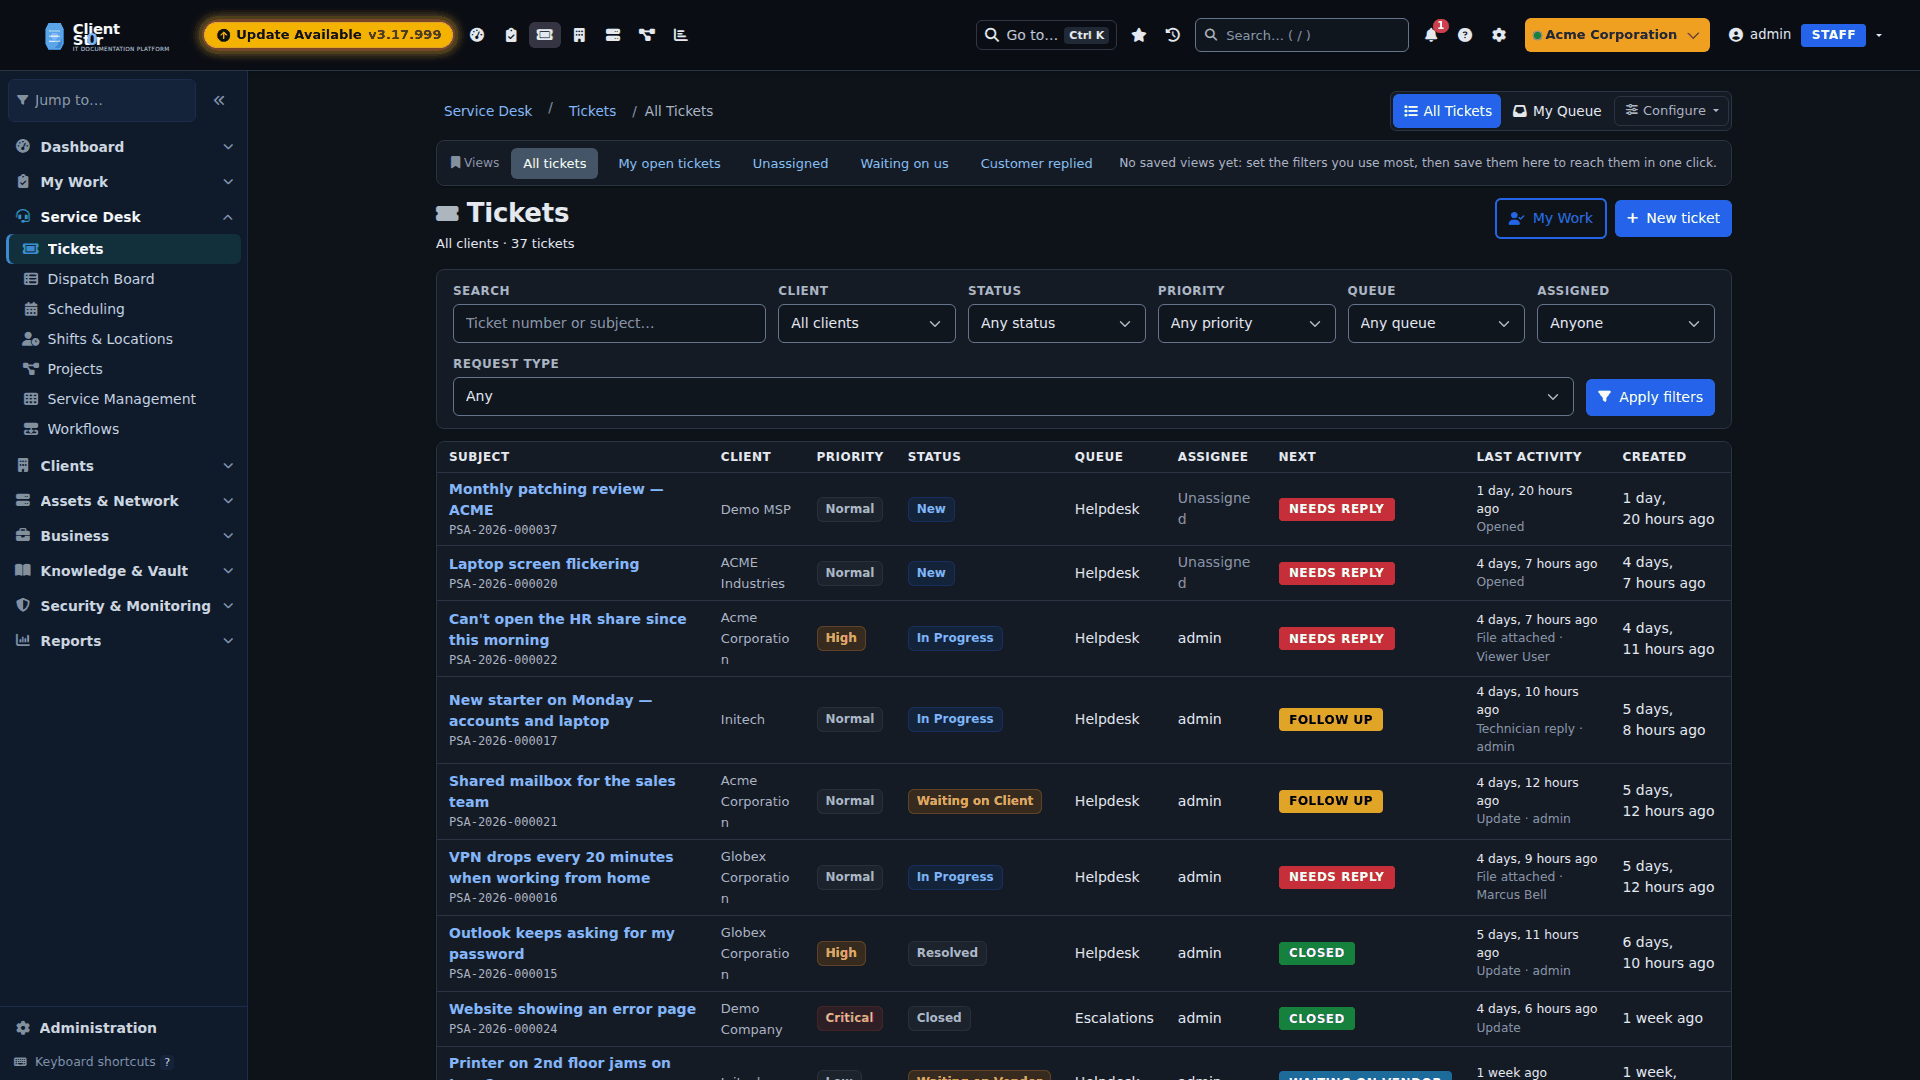 Client
St0r
IT DOCUMENTATION PLATFORM
Update Available v3.17.999
Go to… Ctrl K
Search… ( / )
1
Acme Corporation
admin STAFF
Jump to…
Dashboard
My Work
Service Desk
Tickets
Dispatch Board
Scheduling
Shifts & Locations
Projects
Service Management
Workflows
Clients
Assets & Network
Business
Knowledge & Vault
Security & Monitoring
Reports
Administration
Keyboard shortcuts ?
Service Desk / Tickets / All Tickets
All Tickets My Queue Configure
Views All tickets My open tickets Unassigned Waiting on us Customer replied No saved views yet: set the filters you use most, then save them here to reach them in one click.
Tickets
All clients · 37 tickets
My Work
New ticket
SEARCH CLIENT STATUS PRIORITY QUEUE ASSIGNED
Ticket number or subject… All clients Any status Any priority Any queue Anyone
REQUEST TYPE
Any
Apply filters
SUBJECT CLIENT PRIORITY STATUS QUEUE ASSIGNEE NEXT LAST ACTIVITY CREATED
Monthly patching review —
ACME
PSA-2026-000037
Demo MSP
Normal
New
Helpdesk
Unassigne
d
NEEDS REPLY
1 day, 20 hours
ago
Opened
1 day,
20 hours ago
Laptop screen flickering
PSA-2026-000020
ACME
Industries
Normal
New
Helpdesk
Unassigne
d
NEEDS REPLY
4 days, 7 hours ago
Opened
4 days,
7 hours ago
Can't open the HR share since
this morning
PSA-2026-000022
Acme
Corporatio
n
High
In Progress
Helpdesk
admin
NEEDS REPLY
4 days, 7 hours ago
File attached ·
Viewer User
4 days,
11 hours ago
New starter on Monday —
accounts and laptop
PSA-2026-000017
Initech
Normal
In Progress
Helpdesk
admin
FOLLOW UP
4 days, 10 hours
ago
Technician reply ·
admin
5 days,
8 hours ago
Shared mailbox for the sales
team
PSA-2026-000021
Acme
Corporatio
n
Normal
Waiting on Client
Helpdesk
admin
FOLLOW UP
4 days, 12 hours
ago
Update · admin
5 days,
12 hours ago
VPN drops every 20 minutes
when working from home
PSA-2026-000016
Globex
Corporatio
n
Normal
In Progress
Helpdesk
admin
NEEDS REPLY
4 days, 9 hours ago
File attached ·
Marcus Bell
5 days,
12 hours ago
Outlook keeps asking for my
password
PSA-2026-000015
Globex
Corporatio
n
High
Resolved
Helpdesk
admin
CLOSED
5 days, 11 hours
ago
Update · admin
6 days,
10 hours ago
Website showing an error page
PSA-2026-000024
Demo
Company
Critical
Closed
Escalations
admin
CLOSED
4 days, 6 hours ago
Update
1 week ago
Printer on 2nd floor jams on
1 week ago
1 week,